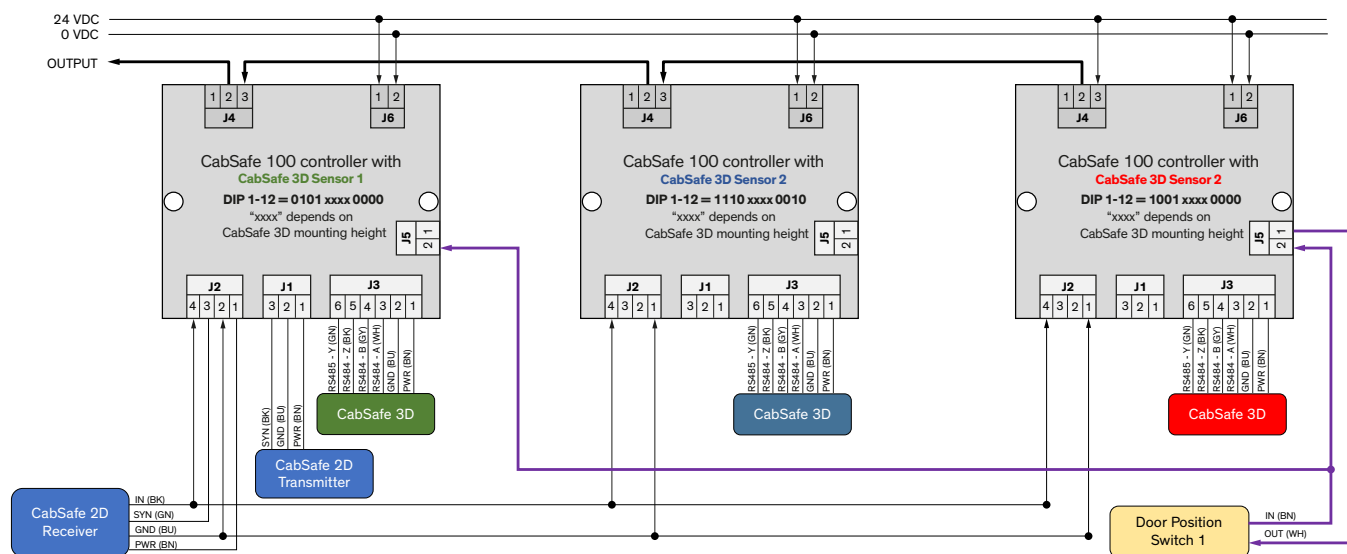 24 VDC
0 VDC
OUTPUT
1 2 3
J4
1 2
J6
1 2 3
J4
1 2
J6
1 2 3
J4
1 2
J6
CabSafe 100 controller with
CabSafe 3D Sensor 1
DIP 1-12 = 0101 xxxx 0000
"xxxx" depends on
CabSafe 3D mounting height
J5
1
2
CabSafe 100 controller with
CabSafe 3D Sensor 2
DIP 1-12 = 1110 xxxx 0010
"xxxx" depends on
CabSafe 3D mounting height
J5
1
2
CabSafe 100 controller with
CabSafe 3D Sensor 2
DIP 1-12 = 1001 xxxx 0000
"xxxx" depends on
CabSafe 3D mounting height
J5
1
2
J2
4 3 2 1
J1
3 2 1
J3
6 5 4 3 2 1
J2
4 3 2 1
J1
3 2 1
J3
6 5 4 3 2 1
J2
4 3 2 1
J1
3 2 1
J3
6 5 4 3 2 1
RS485 - Y (GN)
RS484 - Z (BK)
RS484 - B (GY)
RS484 - A (WH)
GND (BU)
PWR (BN)
RS485 - Y (GN)
RS484 - Z (BK)
RS484 - B (GY)
RS484 - A (WH)
GND (BU)
PWR (BN)
RS485 - Y (GN)
RS484 - Z (BK)
RS484 - B (GY)
RS484 - A (WH)
GND (BU)
PWR (BN)
CabSafe 3D
CabSafe 3D
CabSafe 3D
SYN (BK)
GND (BU)
PWR (BN)
CabSafe 2D
Transmitter
CabSafe 2D
Receiver
IN (BK)
SYN (GN)
GND (BU)
PWR (BN)
Door Position
Switch 1
IN (BN)
OUT (WH)